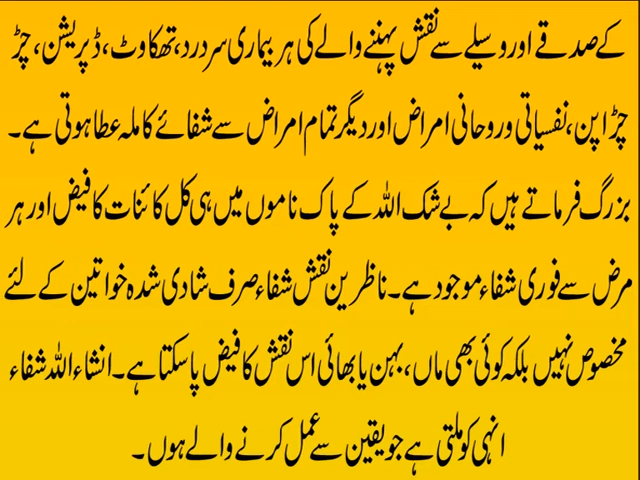 کے صدقے اور وسیلے سے نقش پہننے والے کی ہر بیماری سر درد، تھکاوٹ، ڈپریشن، چڑ
چڑا پن، نفسیاتی و روحانی امراض اور دیگر تمام امراض سے شفائے کاملہ عطا ہوتی ہے۔
بزرگ فرماتے ہیں کہ بے شک اللہ کے پاک ناموں میں ہی کل کائنات کا فیض اور ہر
مرض سے فوری شفاء موجود ہے۔ ناظرین نقش شفاء صرف شادی شدہ خواتین کے لئے
مخصوص نہیں بلکہ کوئی بھی ماں، بہن یا بھائی اس نقش کا فیض پا سکتا ہے۔ انشاء اللہ شفاء
انہی کو ملتی ہے جو یقین سے عمل کرنے والے ہوں۔